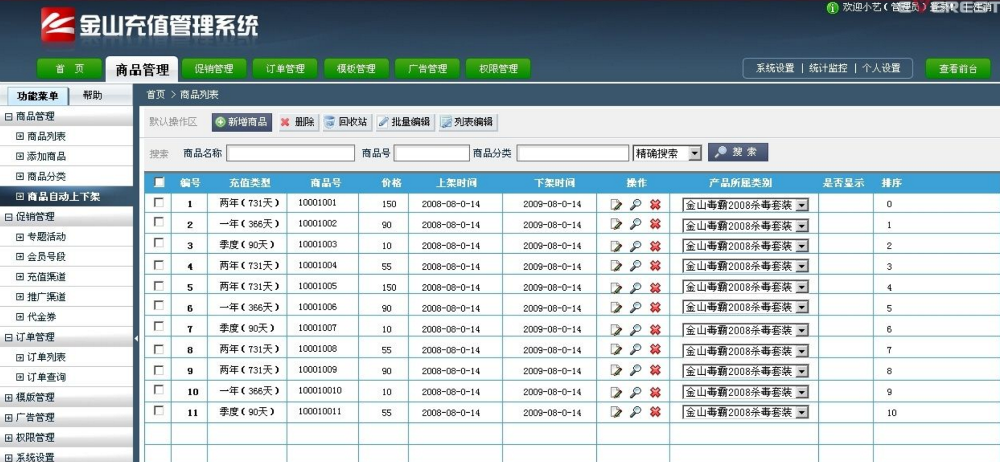 金山充值管理系统
欢迎小艺(管理员)登录! | 注销
首 页 商品管理 促销管理 订单管理 模板管理 广告管理 权限管理 系统设置 | 统计监控 | 个人设置 查看前台
功能菜单 帮助
首页 > 商品列表
商品管理
商品列表
添加商品
商品分类
商品自动上下架
促销管理
专题活动
会员号段
充值渠道
推广渠道
代金券
订单管理
订单列表
订单查询
模版管理
广告管理
权限管理
系统设置
默认操作区 新增商品 册除 回收站 批量编辑 列表编辑
搜索 商品名称 商品号 商品分类 精确搜索 搜 索
编号 充值类型 商品号 价格 上架时间 下架时间 操作 产品所属类别 是否显示 排序
1 两年(731天) 10001001 150 2008-08-0-14 2009-08-0-14 金山毒霸2008杀毒套装 0
2 一年(366天) 10001002 90 2008-08-0-14 2009-08-0-14 金山毒霸2008杀毒套装 1
3 季度(90天) 10001003 10 2008-08-0-14 2009-08-0-14 金山毒霸2008杀毒套装 2
4 两年(731天) 10001004 55 2008-08-0-14 2009-08-0-14 金山毒霸2008杀毒套装 3
5 两年(731天) 10001005 150 2008-08-0-14 2009-08-0-14 金山毒霸2008杀毒套装 4
6 一年(366天) 10001006 90 2008-08-0-14 2009-08-0-14 金山毒霸2008杀毒套装 5
7 季度(90天) 10001007 10 2008-08-0-14 2009-08-0-14 金山毒霸2008杀毒套装 6
8 两年(731天) 10001008 55 2008-08-0-14 2009-08-0-14 金山毒霸2008杀毒套装 7
9 两年(731天) 10001009 90 2008-08-0-14 2009-08-0-14 金山毒霸2008杀毒套装 8
10 一年(366天) 100010010 10 2008-08-0-14 2009-08-0-14 金山毒霸2008杀毒套装 9
11 季度(90天) 100010011 55 2008-08-0-14 2009-08-0-14 金山毒霸2008杀毒套装 10